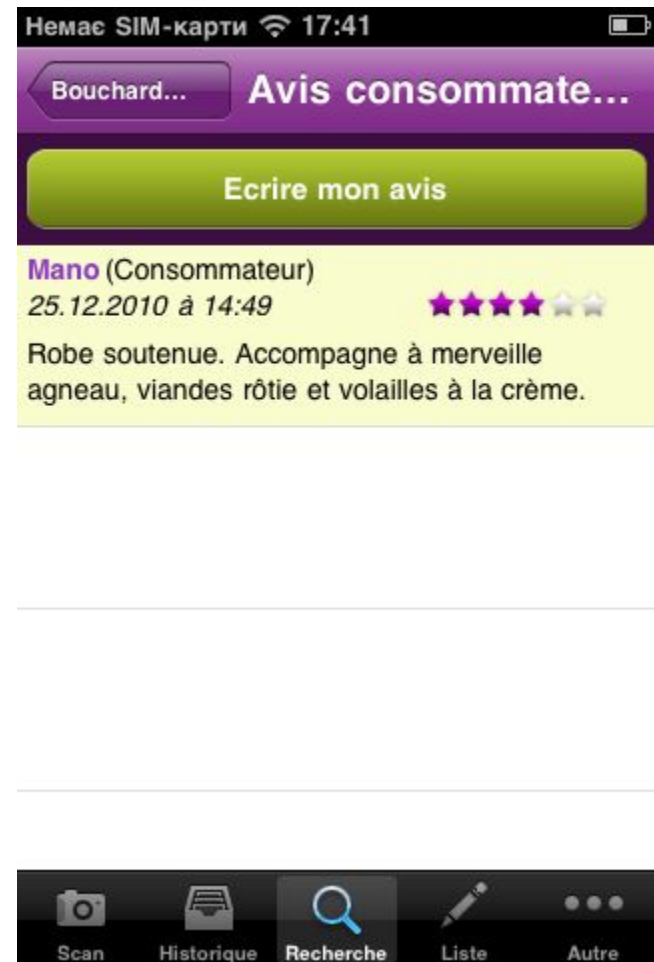 Немає SIM-карти 17:41
Bouchard... Avis consommate...
Ecrire mon avis
Mano (Consommateur)
25.12.2010 à 14:49
Robe soutenue. Accompagne à merveille
agneau, viandes rôtie et volailles à la crème.
Scan Historique Recherche Liste Autre